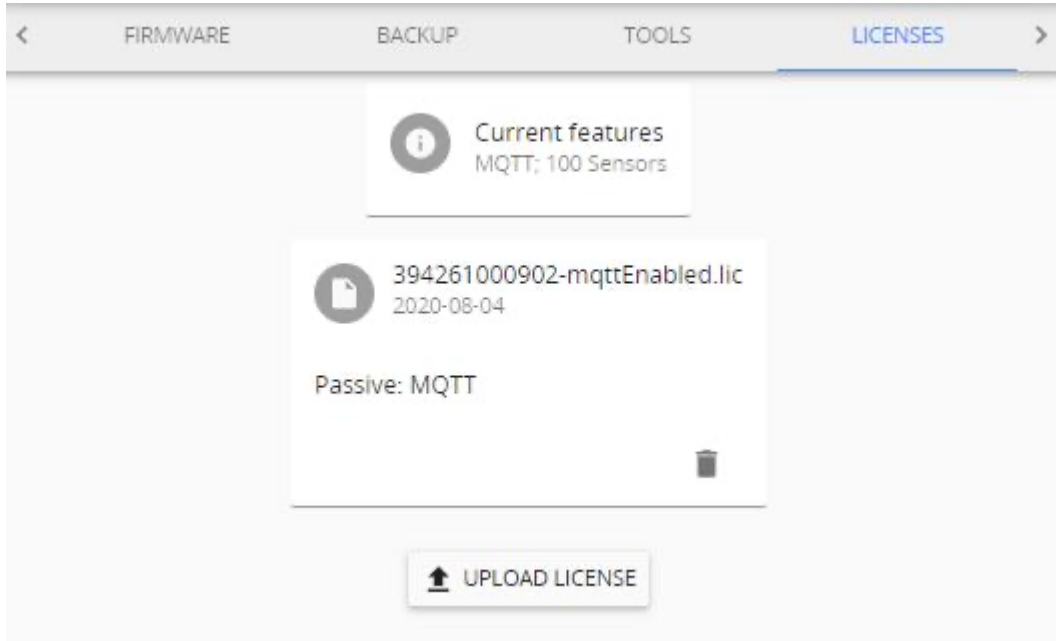 FIRMWARE BACKUP TOOLS LICENSES
Current features
MQTT; 100 Sensors
394261000902-mqttEnabled.lic
2020-08-04
Passive: MQTT
UPLOAD LICENSE